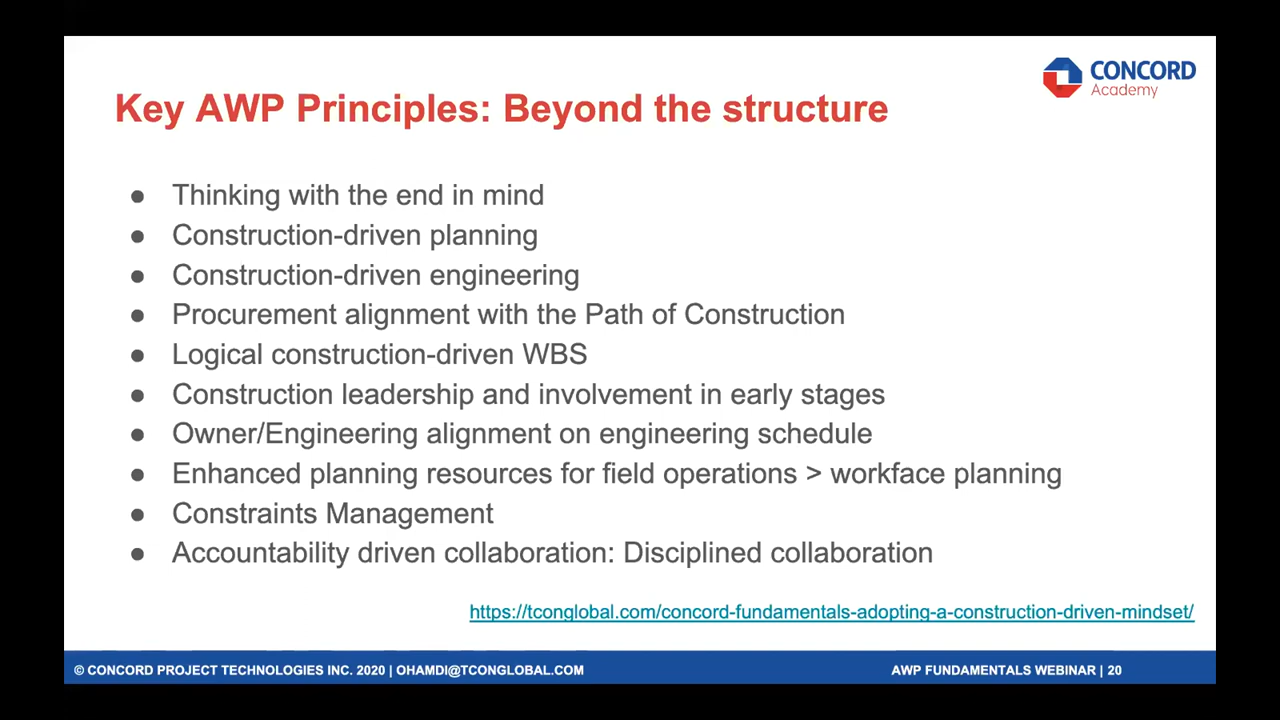 CONCORD
Academy
Key AWP Principles: Beyond the structure
● Thinking with the end in mind
● Construction-driven planning
● Construction-driven engineering
● Procurement alignment with the Path of Construction
● Logical construction-driven WBS
● Construction leadership and involvement in early stages
● Owner/Engineering alignment on engineering schedule
● Enhanced planning resources for field operations > workface planning
● Constraints Management
● Accountability driven collaboration: Disciplined collaboration
https://tconglobal.com/concord-fundamentals-adopting-a-construction-driven-mindset/
© CONCORD PROJECT TECHNOLOGIES INC. 2020 | OHAMDI@TCONGLOBAL.COM
AWP FUNDAMENTALS WEBINAR | 20